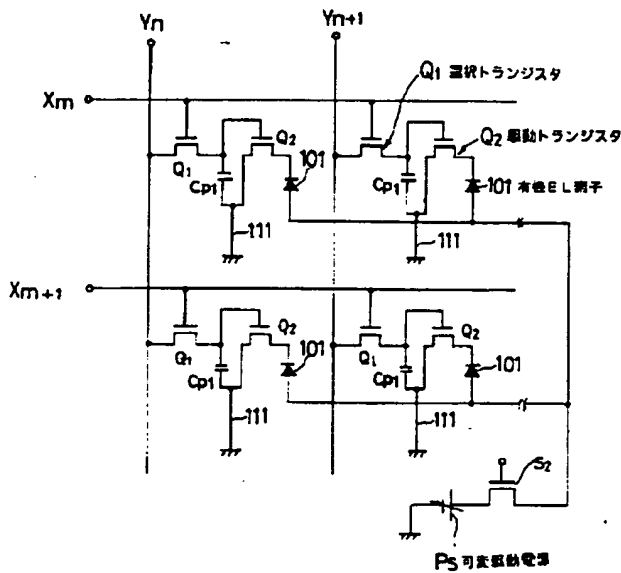 Yn
Yn+1
Xm
Q1 選択トランジスタ
Q2
Q2 駆動トランジスタ
101
Q1
Cp1
Cp1
101 有機EL素子
111
111
Xm+1
Q2
Q2
101
101
Q1
Cp1
Q1
Cp1
111
111
S2
Ps 可変駆動電源